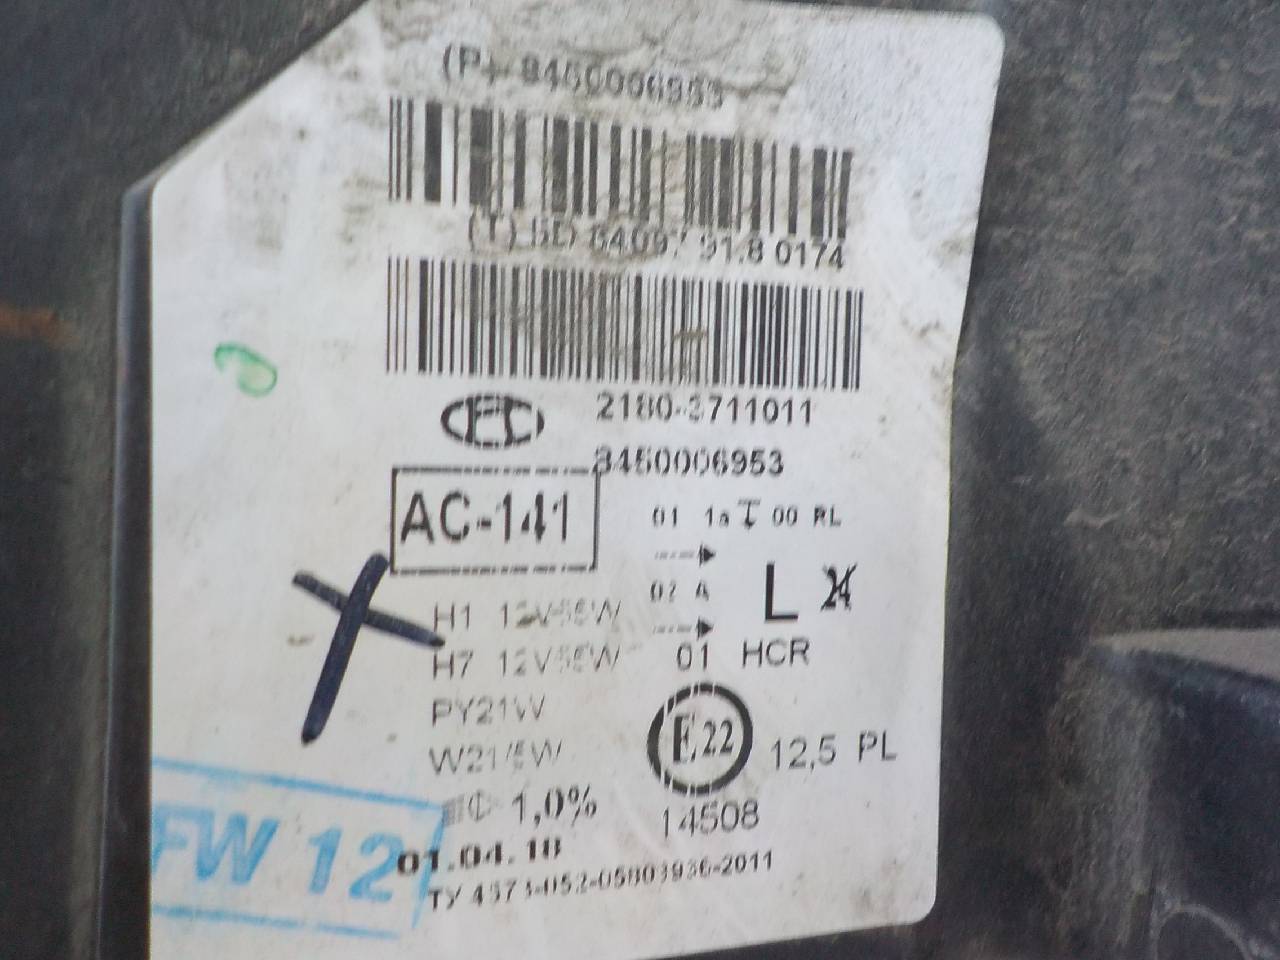 (P) 8450006953
91.8 0174
2180-3711011
8450006953
AC-141
01 1a 00 RL
02 A
L
H1 12V55W
H7 12V55W
01 HCR
PY21W
W21/5W
E22
12,5 PL
1,0%
14508
FW 12
01.04.18
ТУ 4573-052-05803936-2011